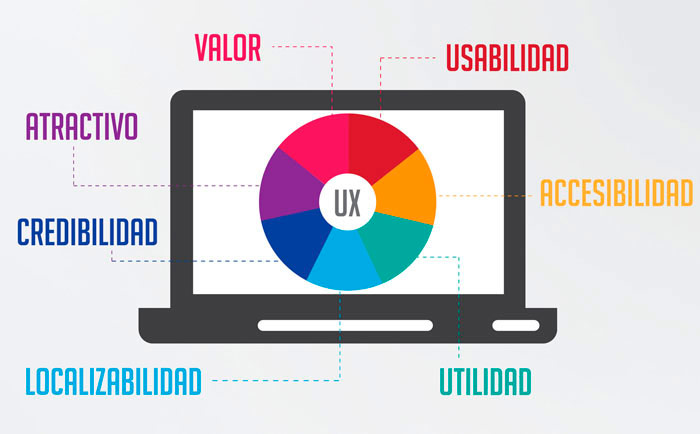 VALOR
USABILIDAD
ATRACTIVO
ACCESIBILIDAD
UX
CREDIBILIDAD
LOCALIZABILIDAD
UTILIDAD